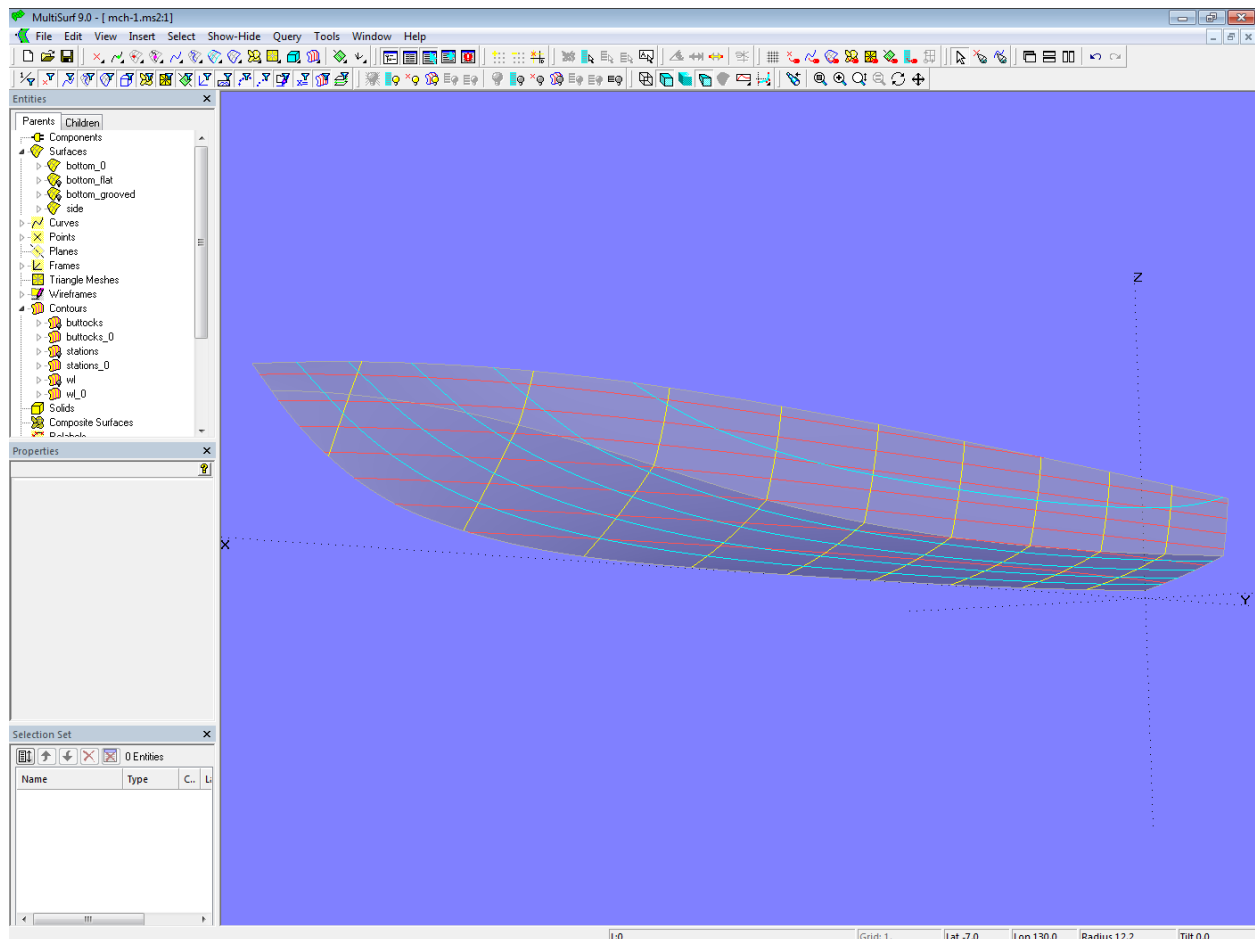 MultiSurf 9.0 - [ mch-1.ms2:1]
File Edit View Insert Select Show-Hide Query Tools Window Help
Entities
Parents Children
Components
Surfaces
bottom_0
bottom_flat
bottom_grooved
side
Curves
Points
Planes
Frames
Triangle Meshes
Wireframes
Contours
buttocks
buttocks_0
stations
stations_0
wl
wl_0
Solids
Composite Surfaces
Properties
Selection Set
0 Entities
Name Type C..
Z
X
Y
Grid: 1. Lat -7.0 Lon 130.0 Radius 12.2 Tilt 0.0